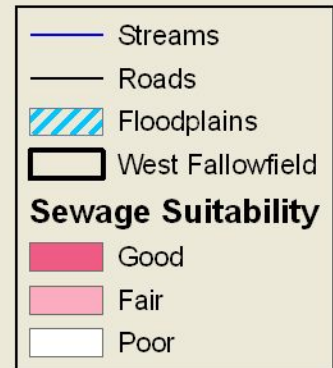 Streams
Roads
Floodplains
West Fallowfield
Sewage Suitability
Good
Fair
Poor